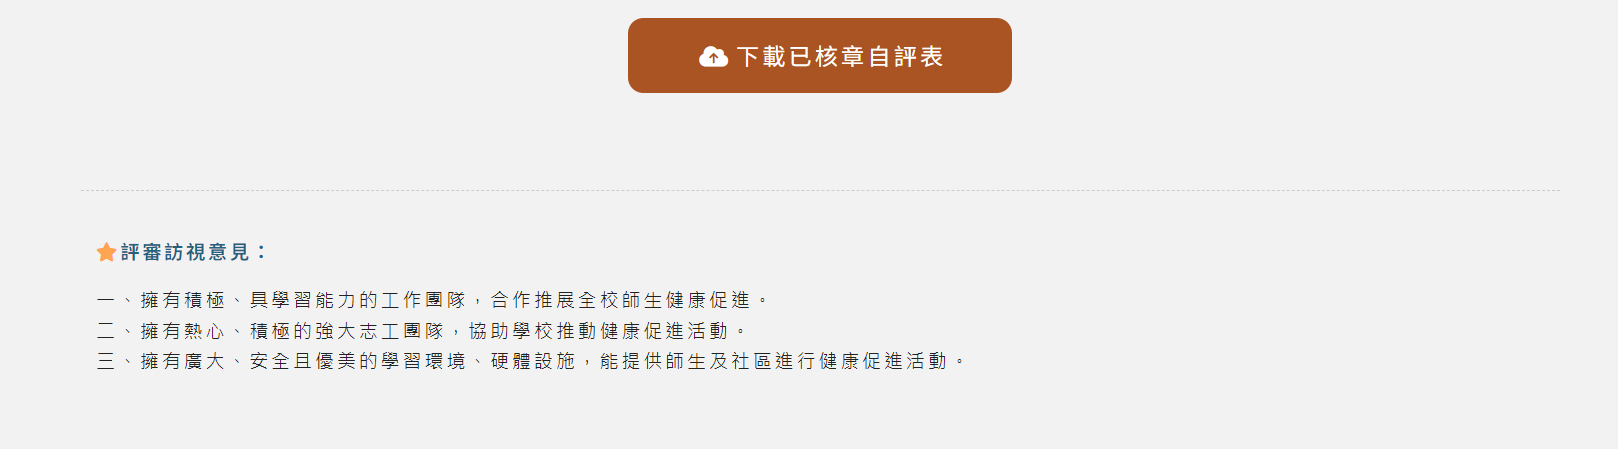 下載已核章自評表
評審訪視意見：
一、擁有積極、具學習能力的工作團隊，合作推展全校師生健康促進。
二、擁有熱心、積極的強大志工團隊，協助學校推動健康促進活動。
三、擁有廣大、安全且優美的學習環境、硬體設施，能提供師生及社區進行健康促進活動。